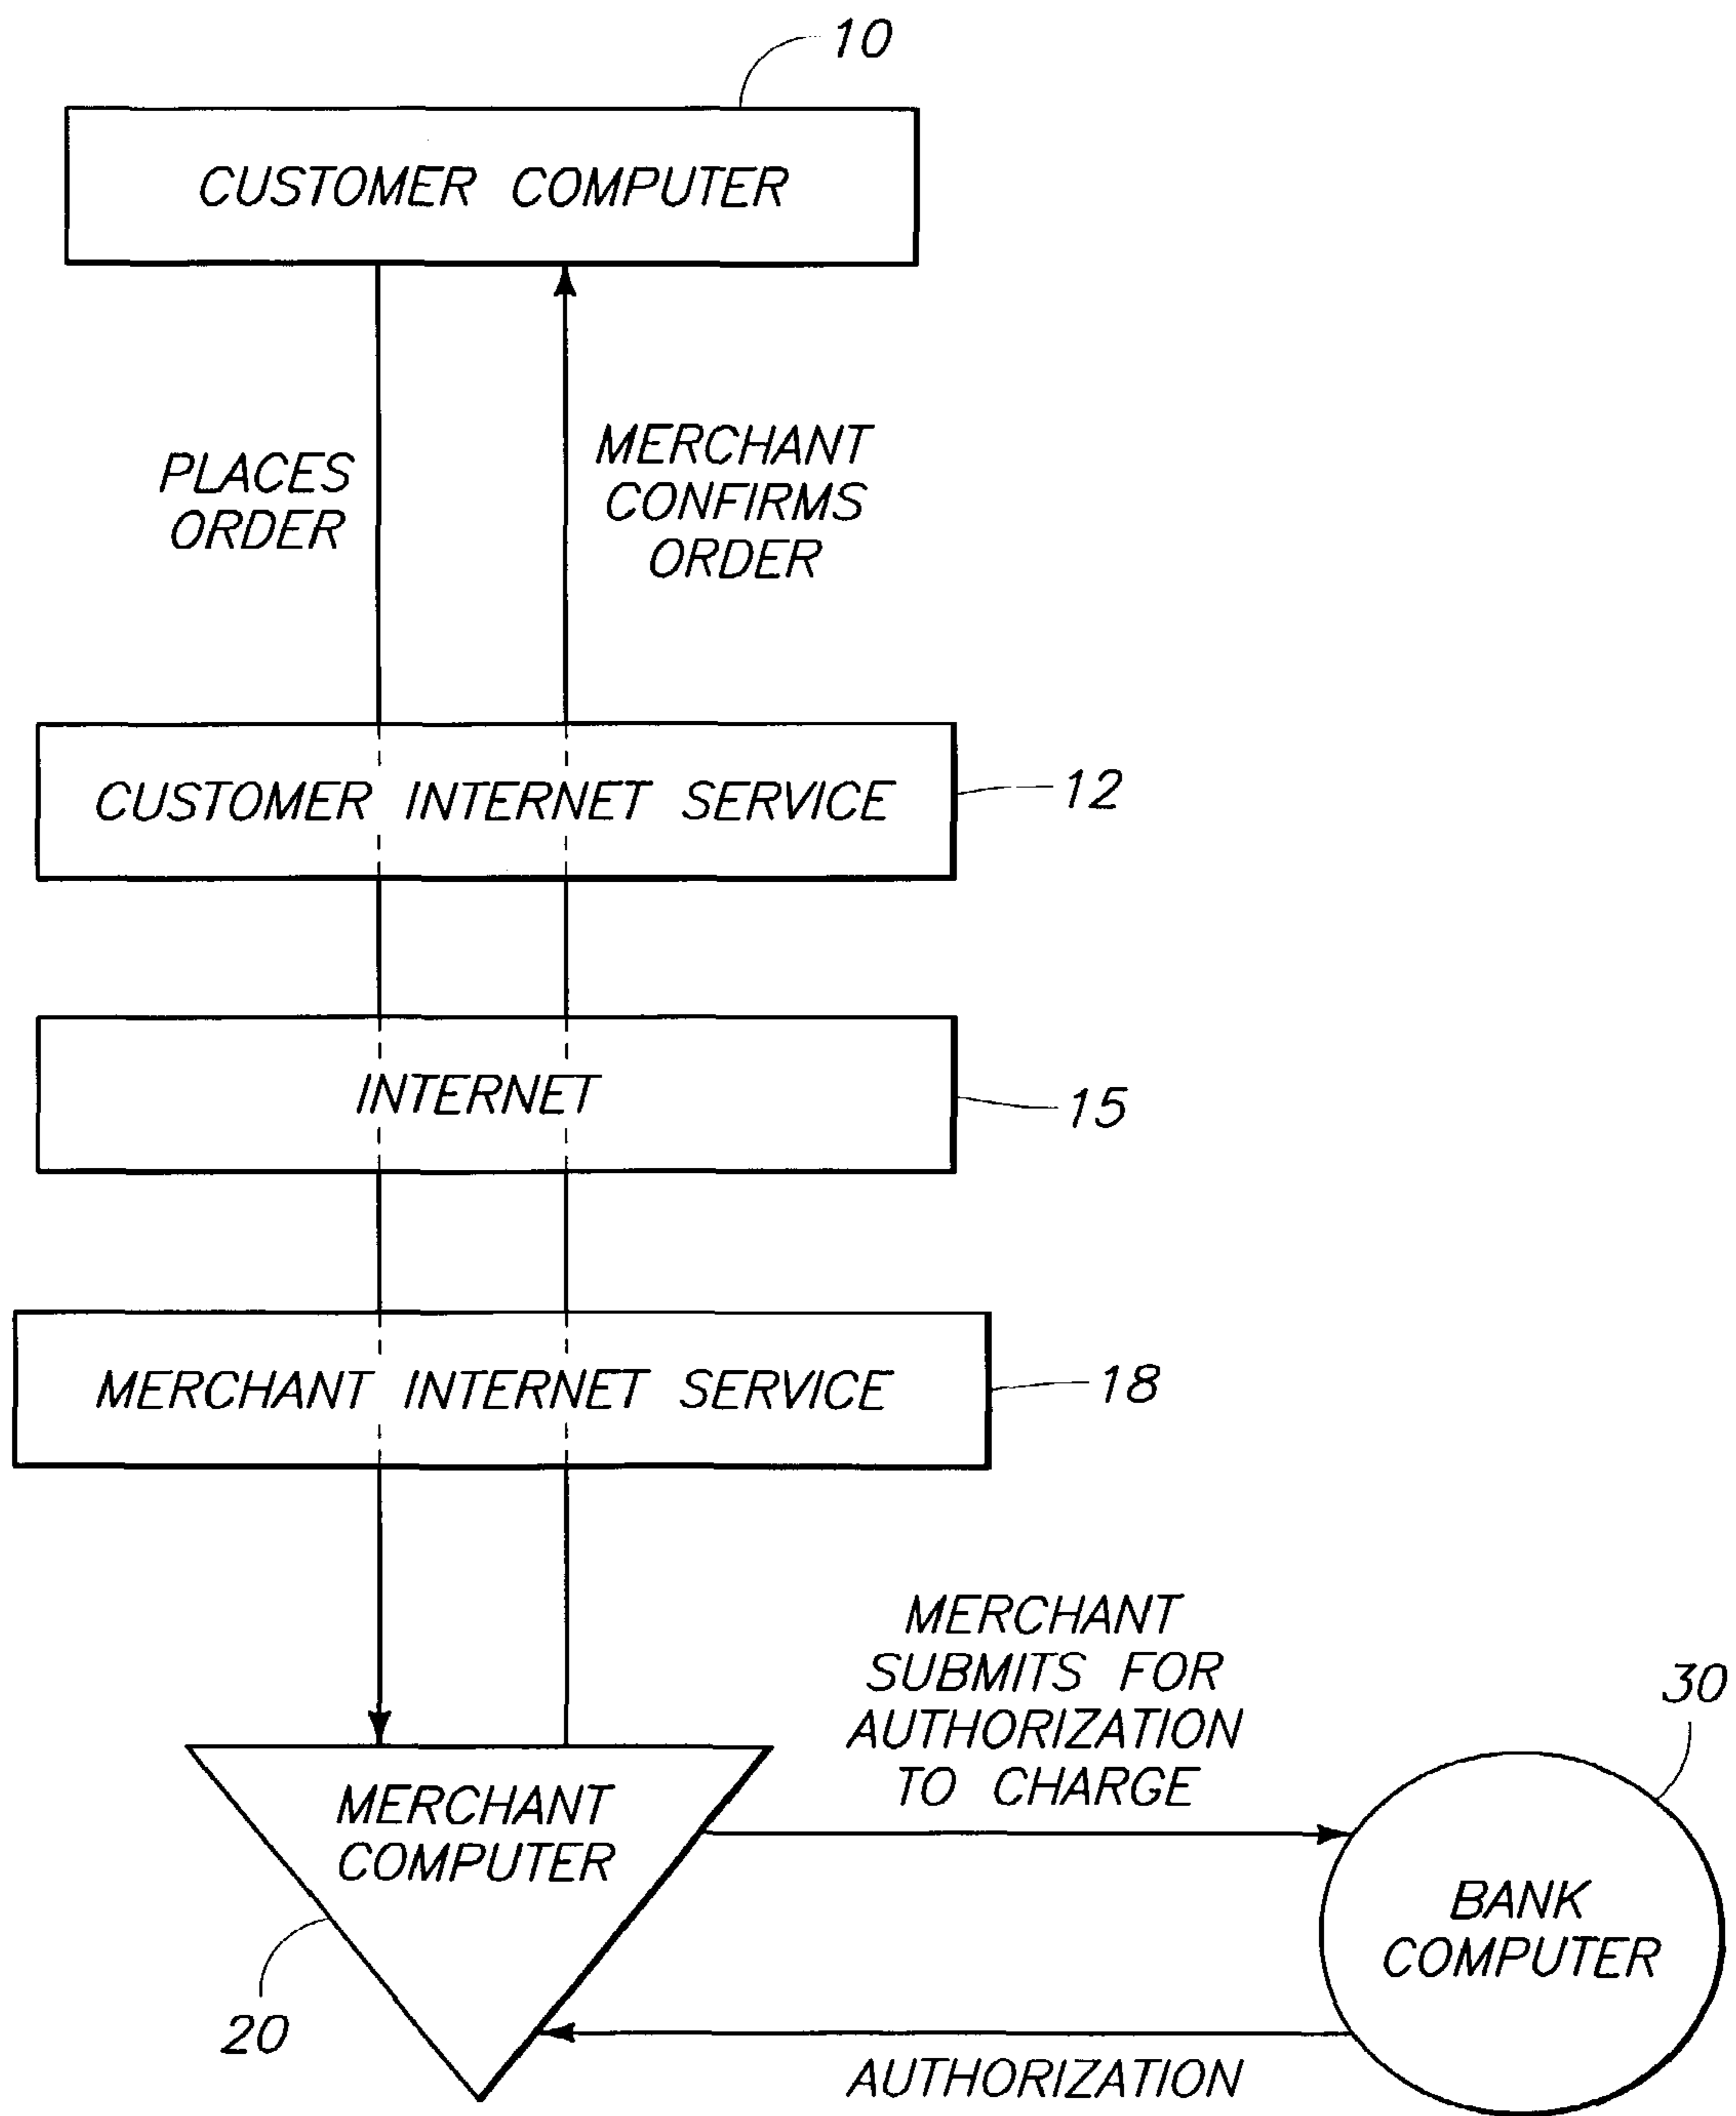 10
CUSTOMER COMPUTER
PLACES
ORDER
MERCHANT
CONFIRMS
ORDER
CUSTOMER INTERNET SERVICE
12
INTERNET
15
MERCHANT INTERNET SERVICE
18
MERCHANT
SUBMITS FOR
AUTHORIZATION
TO CHARGE
30
MERCHANT
COMPUTER
BANK
COMPUTER
20
AUTHORIZATION